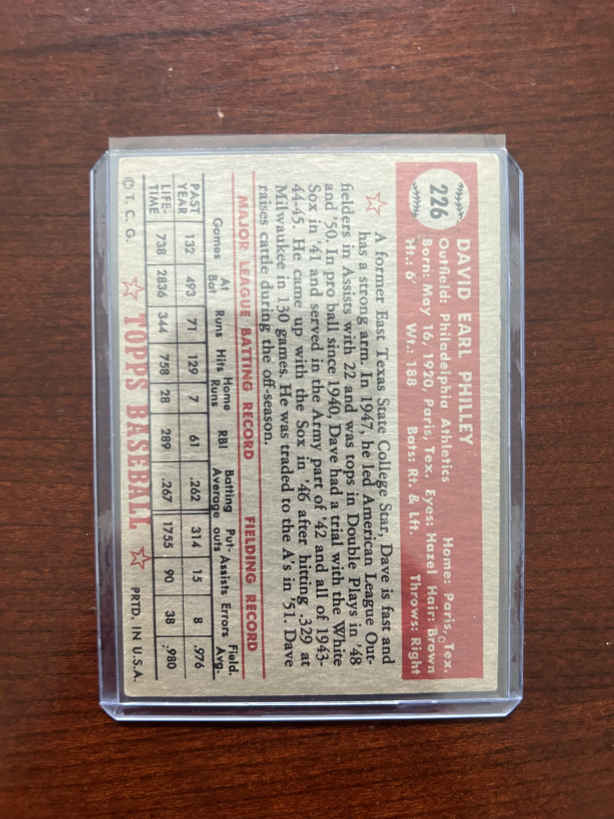 226
DAVID EARL PHILLEY
Outfield: Philadelphia Athletics Home: Paris, Tex.
Born: May 16, 1920, Paris, Tex. Eyes: Hazel Hair: Brown
Ht.: 6' Wt.: 188 Bats: Rt. & Lft. Throws: Right
A former East Texas State College Star, Dave is fast and
has a strong arm. In 1947, he led American League Out-
fielders in Assists with 22 and was tops in Double Plays in '48
and '50. In pro ball since 1940, Dave had a trial with the White
Sox in '41 and served in the Army part of '42 and all of 1943-
44-45. He came up with the Sox in '46 after hitting .329 at
Milwaukee in 130 games. He was traded to the A's in '51. Dave
raises cattle during the off-season.
MAJOR LEAGUE BATTING RECORD FIELDING RECORD
Games At Bat Runs Hits Home Runs RBI Batting Average Put-outs Assists Errors Field. Avg.
PAST YEAR 132 493 71 129 7 61 .262 314 15 8 .976
LIFE-TIME 738 2836 344 758 28 289 .267 1755 90 38 .980
© T. C. G. TOPPS BASEBALL PRTD. IN U.S.A.